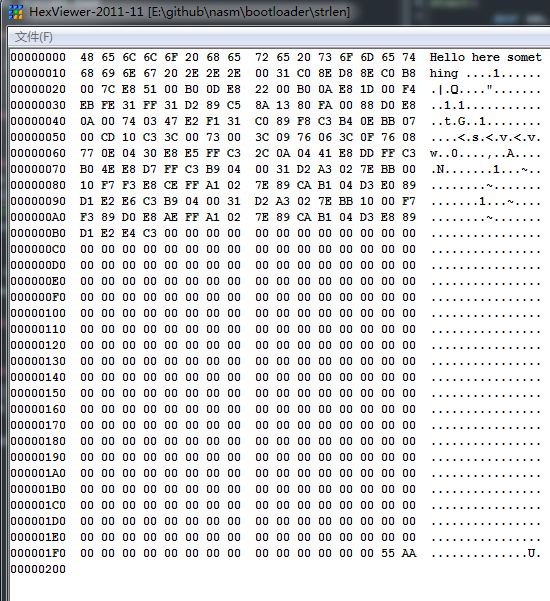 HexViewer-2011-11 [E:\github\nasm\bootloader\strlen]
文件(F)
00000000 48 65 6C 6C 6F 20 68 65 72 65 20 73 6F 6D 65 74 Hello here somet
00000010 68 69 6E 67 20 2E 2E 2E 00 31 C0 8E D8 8E C0 B8 hing ....1......
00000020 00 7C E8 51 00 B0 0D E8 22 00 B0 0A E8 1D 00 F4 .|.Q....".......
00000030 EB FE 31 FF 31 D2 89 C5 8A 13 80 FA 00 88 D0 E8 ..1.1...........
00000040 0A 00 74 03 47 E2 F1 31 C0 89 F8 C3 B4 0E BB 07 ..t.G..1........
00000050 00 CD 10 C3 3C 00 73 00 3C 09 76 06 3C 0F 76 08 ....<.s.<.v.<.v.
00000060 77 0E 04 30 E8 E5 FF C3 2C 0A 04 41 E8 DD FF C3 w..0....,..A....
00000070 B0 4E E8 D7 FF C3 B9 04 00 31 D2 A3 02 7E BB 00 .N.......1...~..
00000080 10 F7 F3 E8 CE FF A1 02 7E 89 CA B1 04 D3 E0 89 ........~.......
00000090 D1 E2 E6 C3 B9 04 00 31 D2 A3 02 7E BB 10 00 F7 .......1...~....
000000A0 F3 89 D0 E8 AE FF A1 02 7E 89 CA B1 04 D3 E8 89 ........~.......
000000B0 D1 E2 E4 C3 00 00 00 00 00 00 00 00 00 00 00 00 ................
000000C0 00 00 00 00 00 00 00 00 00 00 00 00 00 00 00 00 ................
000000D0 00 00 00 00 00 00 00 00 00 00 00 00 00 00 00 00 ................
000000E0 00 00 00 00 00 00 00 00 00 00 00 00 00 00 00 00 ................
000000F0 00 00 00 00 00 00 00 00 00 00 00 00 00 00 00 00 ................
00000100 00 00 00 00 00 00 00 00 00 00 00 00 00 00 00 00 ................
00000110 00 00 00 00 00 00 00 00 00 00 00 00 00 00 00 00 ................
00000120 00 00 00 00 00 00 00 00 00 00 00 00 00 00 00 00 ................
00000130 00 00 00 00 00 00 00 00 00 00 00 00 00 00 00 00 ................
00000140 00 00 00 00 00 00 00 00 00 00 00 00 00 00 00 00 ................
00000150 00 00 00 00 00 00 00 00 00 00 00 00 00 00 00 00 ................
00000160 00 00 00 00 00 00 00 00 00 00 00 00 00 00 00 00 ................
00000170 00 00 00 00 00 00 00 00 00 00 00 00 00 00 00 00 ................
00000180 00 00 00 00 00 00 00 00 00 00 00 00 00 00 00 00 ................
00000190 00 00 00 00 00 00 00 00 00 00 00 00 00 00 00 00 ................
000001A0 00 00 00 00 00 00 00 00 00 00 00 00 00 00 00 00 ................
000001B0 00 00 00 00 00 00 00 00 00 00 00 00 00 00 00 00 ................
000001C0 00 00 00 00 00 00 00 00 00 00 00 00 00 00 00 00 ................
000001D0 00 00 00 00 00 00 00 00 00 00 00 00 00 00 00 00 ................
000001E0 00 00 00 00 00 00 00 00 00 00 00 00 00 00 00 00 ................
000001F0 00 00 00 00 00 00 00 00 00 00 00 00 00 00 55 AA ..............U.
00000200